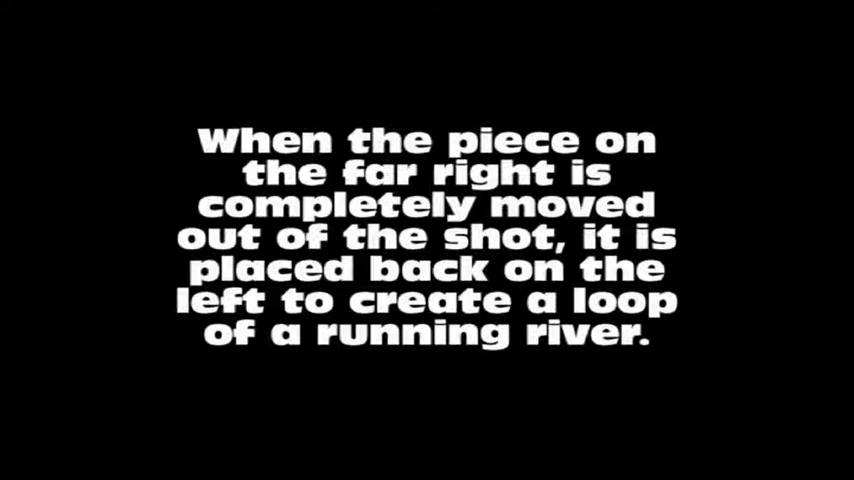 When the piece on
the far right is
completely moved
out of the shot, it is
placed back on the
left to create a loop
of a running river.